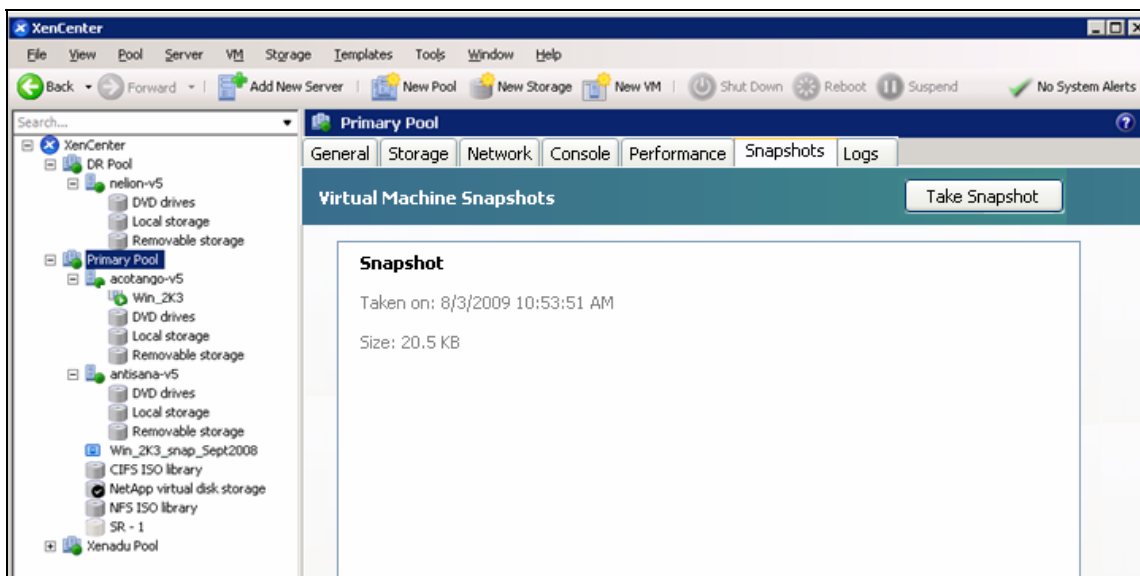 XenCenter
File View Pool Server VM Storage Templates Tools Window Help
Back Forward Add New Server New Pool New Storage New VM Shut Down Reboot Suspend No System Alerts
Search...
XenCenter
DR Pool
nelion-v5
DVD drives
Local storage
Removable storage
Primary Pool
acotango-v5
Win_2K3
DVD drives
Local storage
Removable storage
antisana-v5
DVD drives
Local storage
Removable storage
Win_2K3_snap_Sept2008
CIFS ISO library
NetApp virtual disk storage
NFS ISO library
SR - 1
Xenadu Pool
Primary Pool
General Storage Network Console Performance Snapshots Logs
Virtual Machine Snapshots Take Snapshot
Snapshot
Taken on: 8/3/2009 10:53:51 AM
Size: 20.5 KB